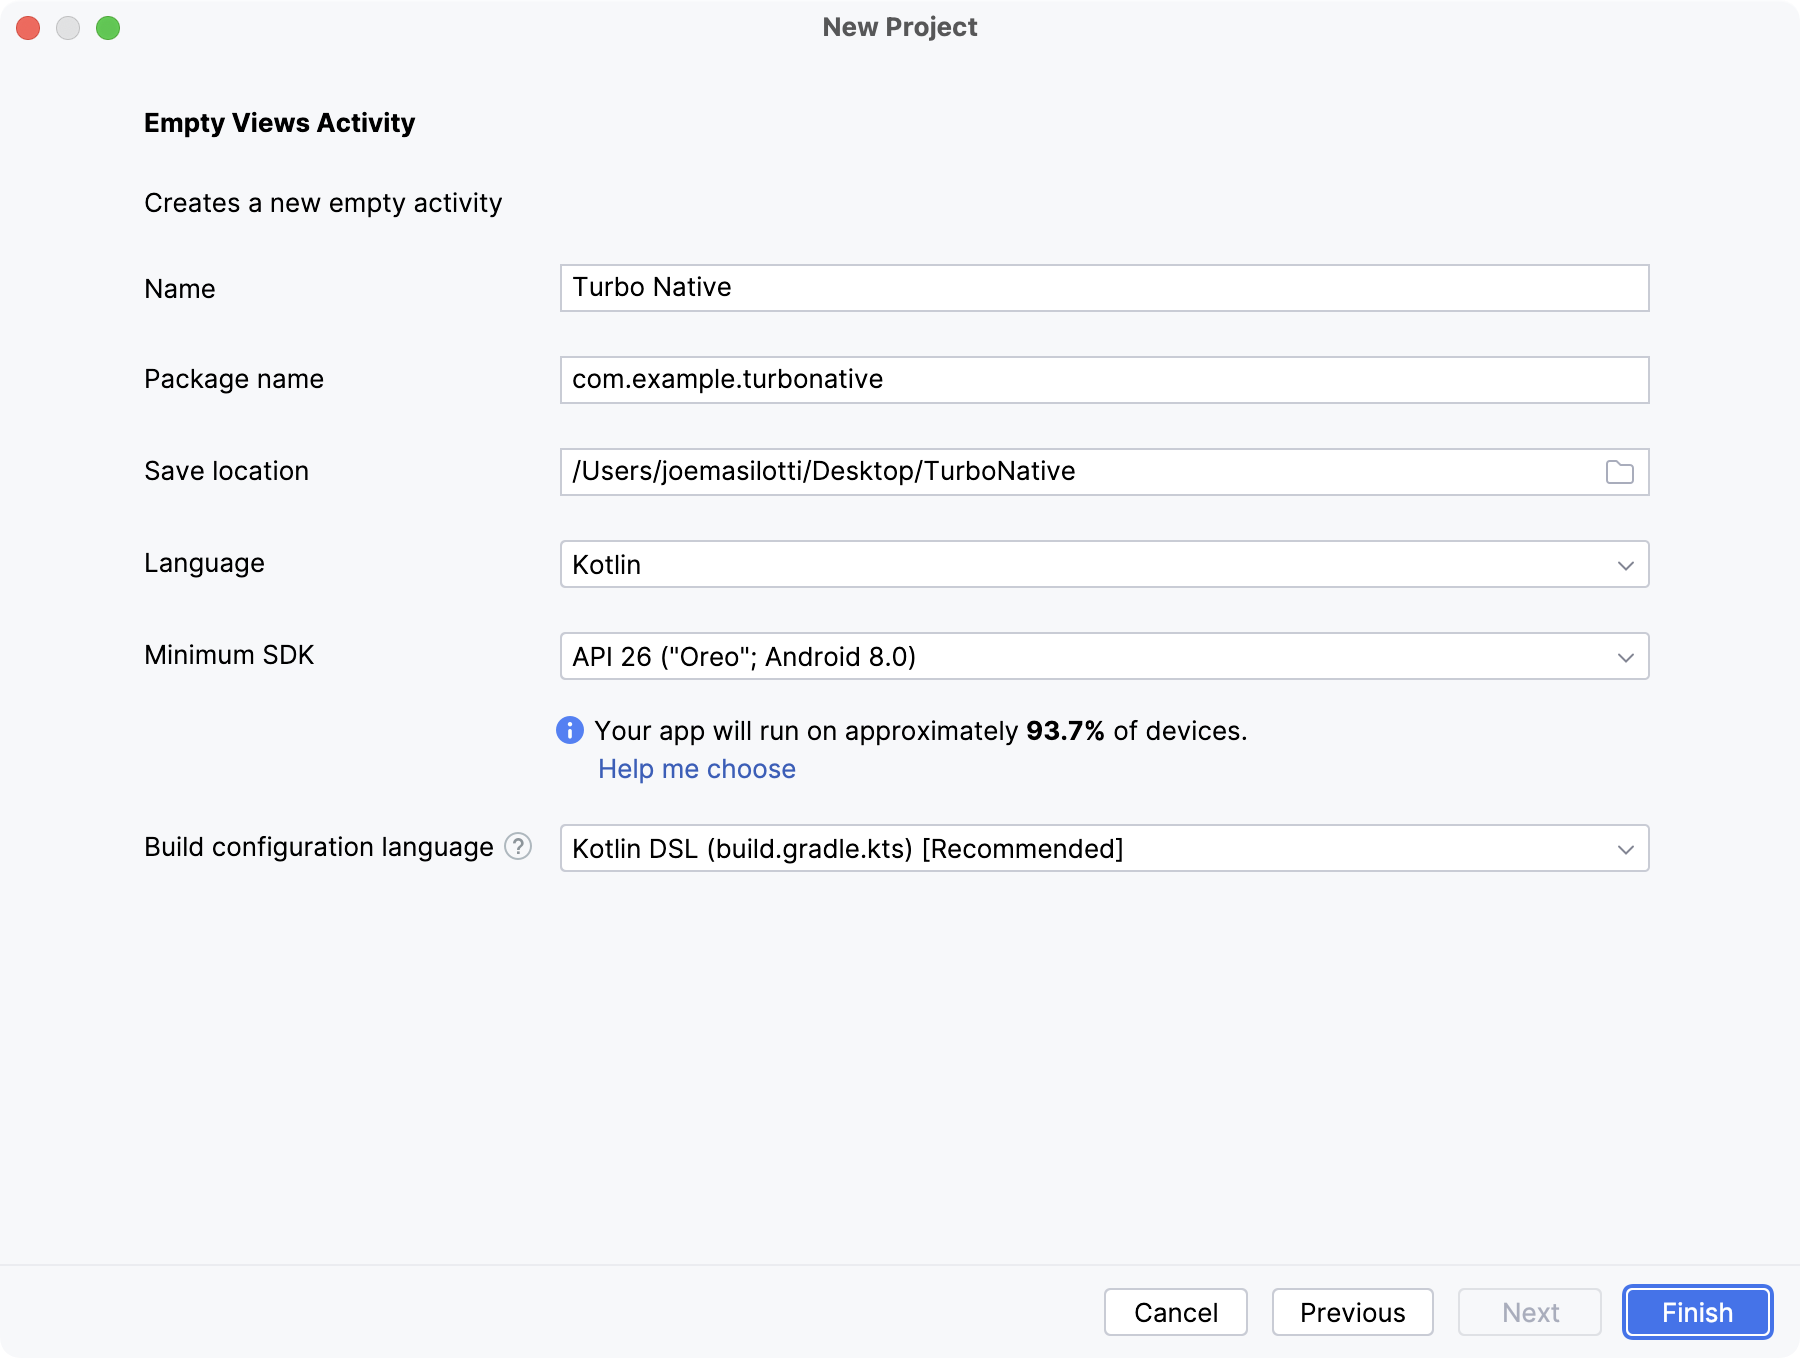 New Project
Empty Views Activity
Creates a new empty activity
Name
Turbo Native
Package name
com.example.turbonative
Save location
/Users/joemasilotti/Desktop/TurboNative
Language
Kotlin
Minimum SDK
API 26 ("Oreo"; Android 8.0)
Your app will run on approximately 93.7% of devices.
Help me choose
Build configuration language ?
Kotlin DSL (build.gradle.kts) [Recommended]
Cancel
Previous
Next
Finish